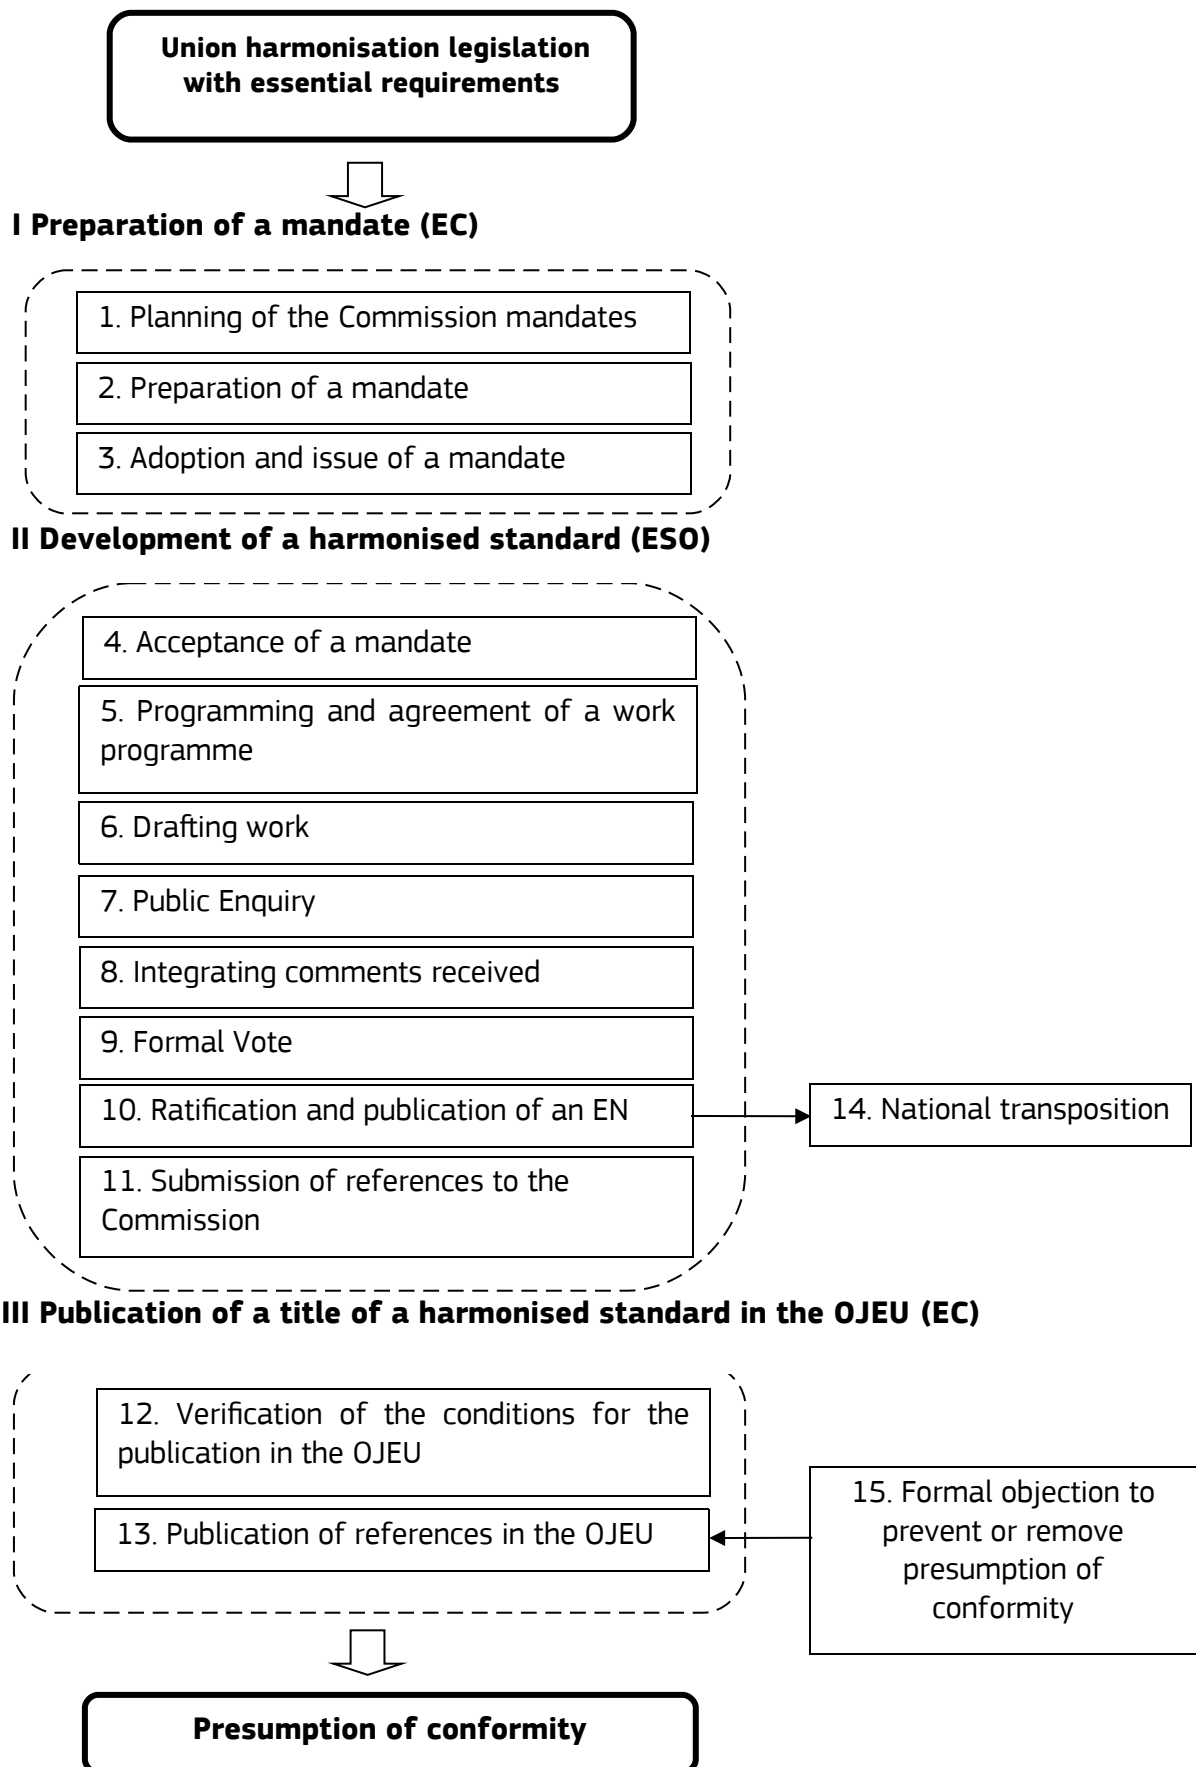 Union harmonisation legislation
with essential requirements
I Preparation of a mandate (EC)
1. Planning of the Commission mandates
2. Preparation of a mandate
3. Adoption and issue of a mandate
II Development of a harmonised standard (ESO)
4. Acceptance of a mandate
5. Programming and agreement of a work
programme
6. Drafting work
7. Public Enquiry
8. Integrating comments received
9. Formal Vote
10. Ratification and publication of an EN
14. National transposition
11. Submission of references to the
Commission
III Publication of a title of a harmonised standard in the OJEU (EC)
12. Verification of the conditions for the
publication in the OJEU
13. Publication of references in the OJEU
15. Formal objection to
prevent or remove
presumption of
conformity
Presumption of conformity